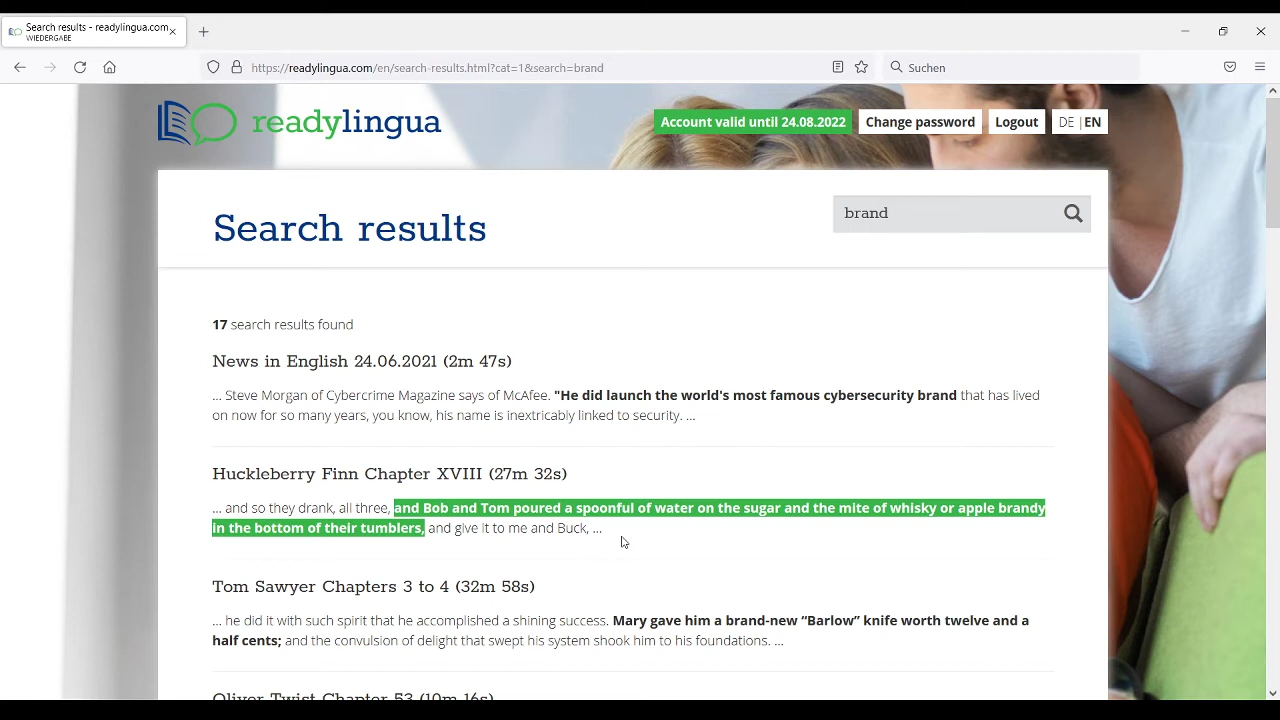 Search results - readylingua.com
WIEDERGABE
https://readylingua.com/en/search-results.html?cat=1&search=brand
Suchen
readylingua
Account valid until 24.08.2022
Change password
Logout
DE | EN
Search results
brand
17 search results found
News in English 24.06.2021 (2m 47s)
... Steve Morgan of Cybercrime Magazine says of McAfee. "He did launch the world's most famous cybersecurity brand that has lived
on now for so many years, you know, his name is inextricably linked to security. ...
Huckleberry Finn Chapter XVIII (27m 32s)
... and so they drank, all three, and Bob and Tom poured a spoonful of water on the sugar and the mite of whisky or apple brandy
in the bottom of their tumblers, and give it to me and Buck, ...
Tom Sawyer Chapters 3 to 4 (32m 58s)
... he did it with such spirit that he accomplished a shining success. Mary gave him a brand-new “Barlow” knife worth twelve and a
half cents; and the convulsion of delight that swept his system shook him to his foundations. ...
Oliver Twist Chapter 53 (10m 16s)